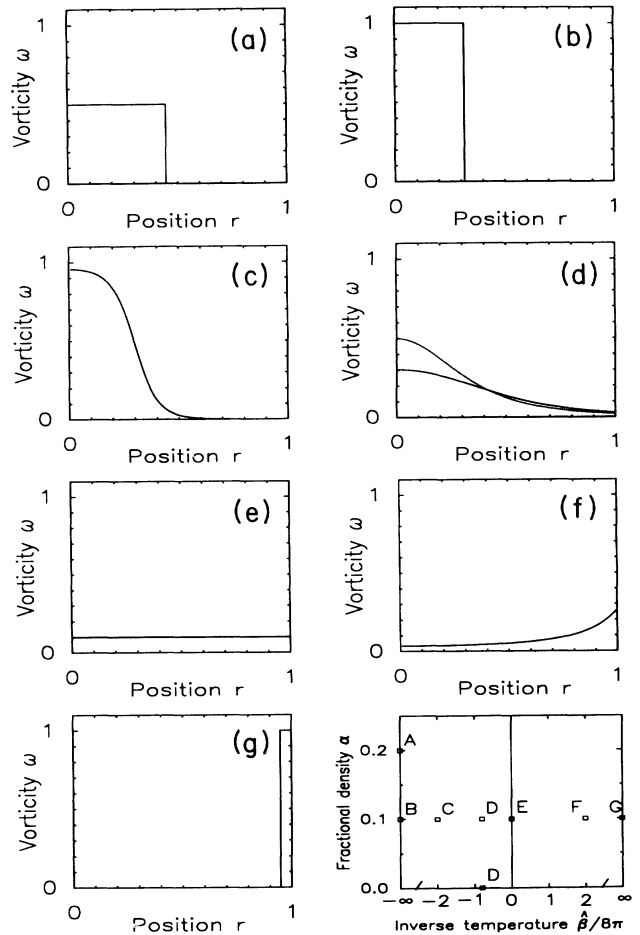 1
(a)
Vorticity ω
0
0
Position r
1
1
(b)
Vorticity ω
0
0
Position r
1
1
(c)
Vorticity ω
0
0
Position r
1
1
(d)
Vorticity ω
0
0
Position r
1
1
(e)
Vorticity ω
0
0
Position r
1
1
(f)
Vorticity ω
0
0
Position r
1
1
(g)
Vorticity ω
0
0
Position r
1
Fractional density α
0.2
0.1
0.0
A
B
C
D
E
F
G
D
−∞ −2 −1 0 1 2 ∞
Inverse temperature β̂/8π